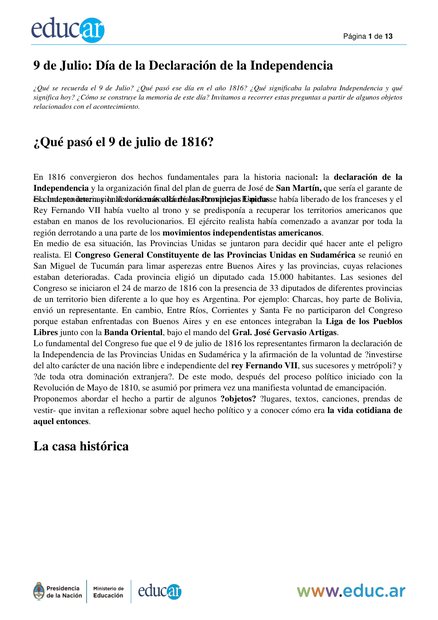 educar
Página 1 de 13
9 de Julio: Día de la Declaración de la Independencia
¿Qué se recuerda el 9 de Julio? ¿Qué pasó ese día en el año 1816? ¿Qué significaba la palabra Independencia y qué
significa hoy? ¿Cómo se construye la memoria de este día? Invitamos a recorrer estas preguntas a partir de algunos objetos
relacionados con el acontecimiento.
¿Qué pasó el 9 de julio de 1816?
En 1816 convergieron dos hechos fundamentales para la historia nacional: la declaración de la
Independencia y la organización final del plan de guerra de José de San Martín, que sería el garante de
más allá de las Provincias Unidas
se había liberado de los franceses y el
Rey Fernando VII había vuelto al trono y se predisponía a recuperar los territorios americanos que
estaban en manos de los revolucionarios. El ejército realista había comenzado a avanzar por toda la
región derrotando a una parte de los movimientos independentistas americanos.
En medio de esa situación, las Provincias Unidas se juntaron para decidir qué hacer ante el peligro
realista. El Congreso General Constituyente de las Provincias Unidas en Sudamérica se reunió en
San Miguel de Tucumán para limar asperezas entre Buenos Aires y las provincias, cuyas relaciones
estaban deterioradas. Cada provincia eligió un diputado cada 15.000 habitantes. Las sesiones del
Congreso se iniciaron el 24 de marzo de 1816 con la presencia de 33 diputados de diferentes provincias
de un territorio bien diferente a lo que hoy es Argentina. Por ejemplo: Charcas, hoy parte de Bolivia,
envió un representante. En cambio, Entre Ríos, Corrientes y Santa Fe no participaron del Congreso
porque estaban enfrentadas con Buenos Aires y en ese entonces integraban la Liga de los Pueblos
Libres junto con la Banda Oriental, bajo el mando del Gral. José Gervasio Artigas.
Lo fundamental del Congreso fue que el 9 de julio de 1816 los representantes firmaron la declaración de
la Independencia de las Provincias Unidas en Sudamérica y la afirmación de la voluntad de ?investirse
del alto carácter de una nación libre e independiente del rey Fernando VII, sus sucesores y metrópoli? y
?de toda otra dominación extranjera?. De este modo, después del proceso político iniciado con la
Revolución de Mayo de 1810, se asumió por primera vez una manifiesta voluntad de emancipación.
Proponemos abordar el hecho a partir de algunos ?objetos? ?lugares, textos, canciones, prendas de
vestir- que invitan a reflexionar sobre aquel hecho político y a conocer cómo era la vida cotidiana de
aquel entonces.
La casa histórica
Presidencia
de la Nación
Ministerio de
Educación
educar
www.educ.ar